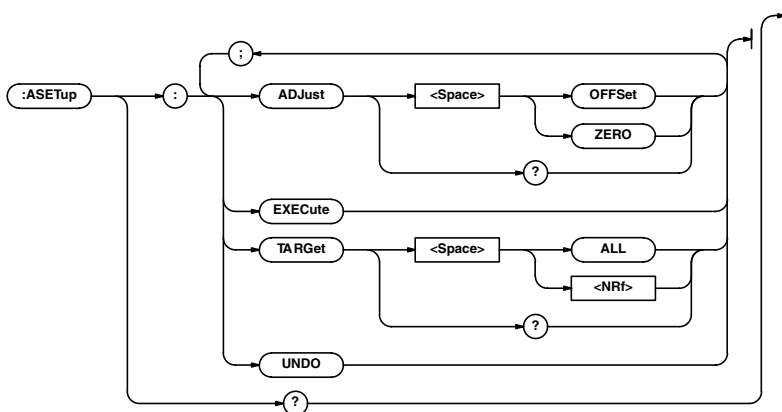 ;
:ASETup
:
ADJust
<Space>
OFFSet
ZERO
?
EXECute
TARGet
<Space>
ALL
<NRf>
?
UNDO
?